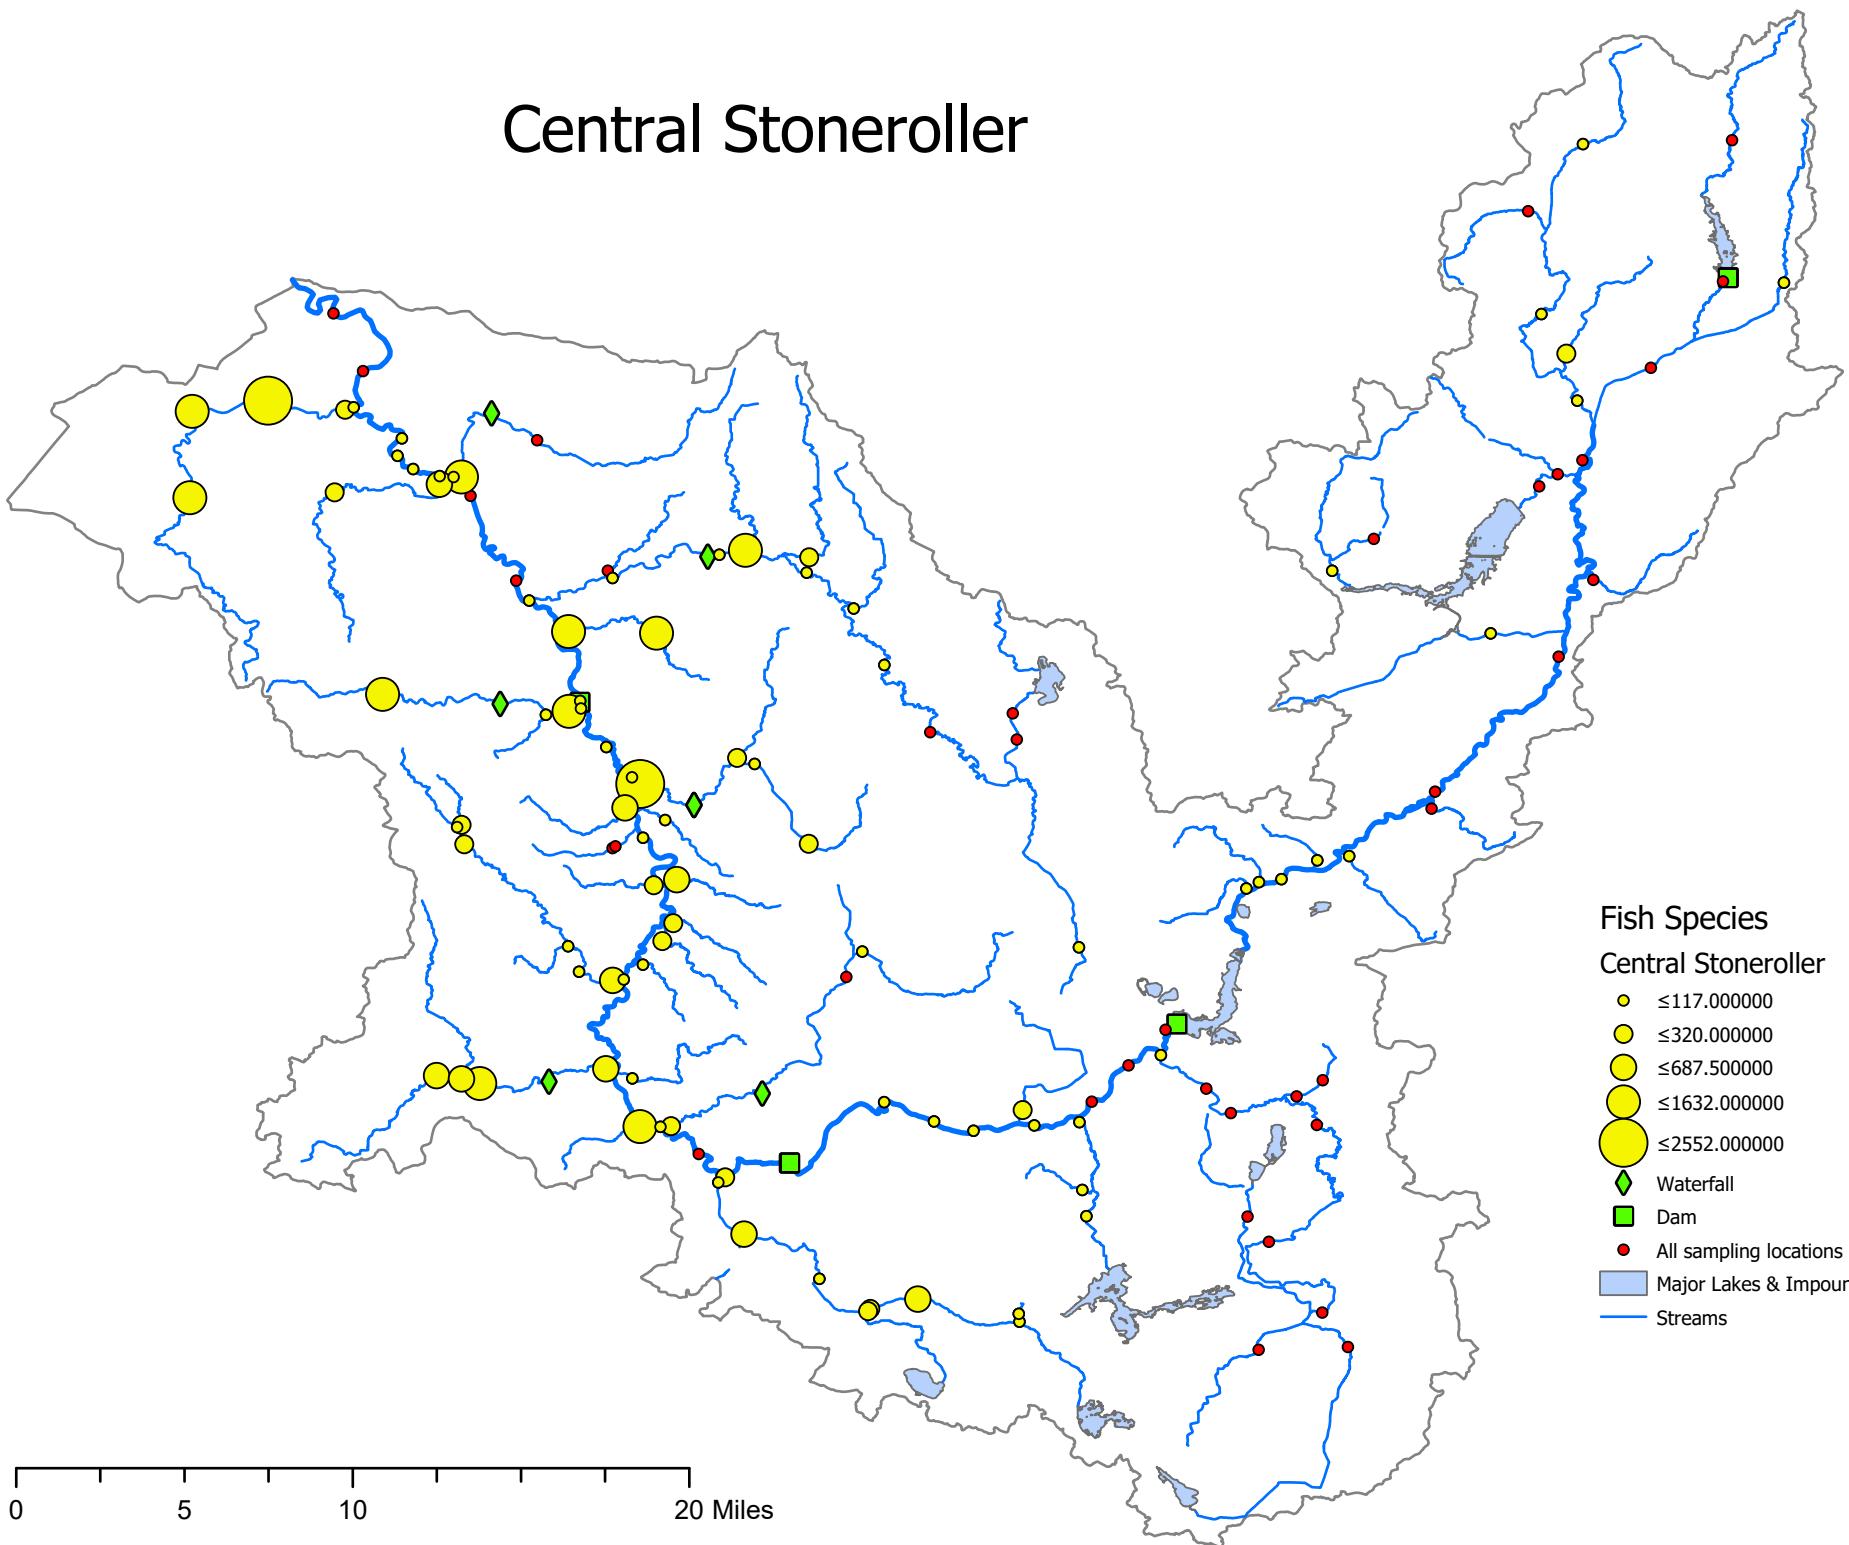 Central Stoneroller
Fish Species
Central Stoneroller
≤117.000000
≤320.000000
≤687.500000
≤1632.000000
≤2552.000000
Waterfall
Dam
All sampling locations
Major Lakes & Impour
Streams
0 5 10 20 Miles